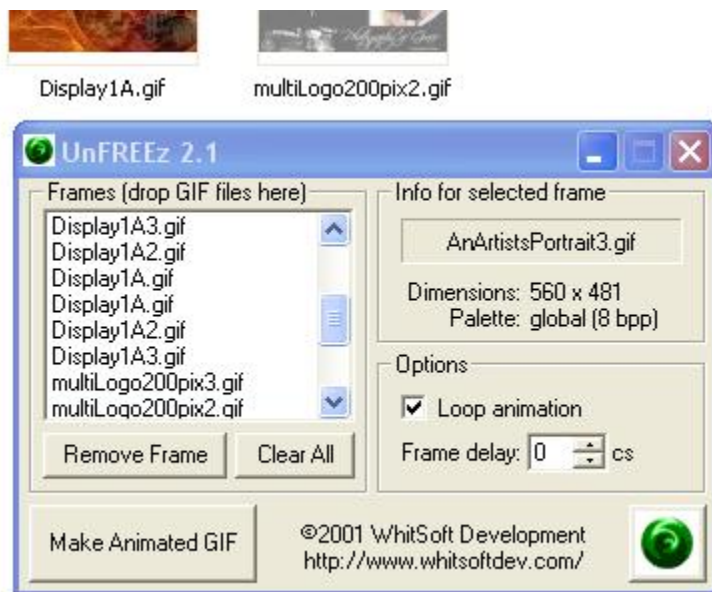 Display1A.gif
multiLogo200pix2.gif
UnFREEz 2.1
Frames (drop GIF files here)
Display1A3.gif
Display1A2.gif
Display1A.gif
Display1A.gif
Display1A2.gif
Display1A3.gif
multiLogo200pix3.gif
multiLogo200pix2.gif
Remove Frame
Clear All
Info for selected frame
AnArtistsPortrait3.gif
Dimensions: 560 x 481
Palette: global (8 bpp)
Options
Loop animation
Frame delay: 0 cs
Make Animated GIF
©2001 WhitSoft Development
http://www.whitsoftdev.com/